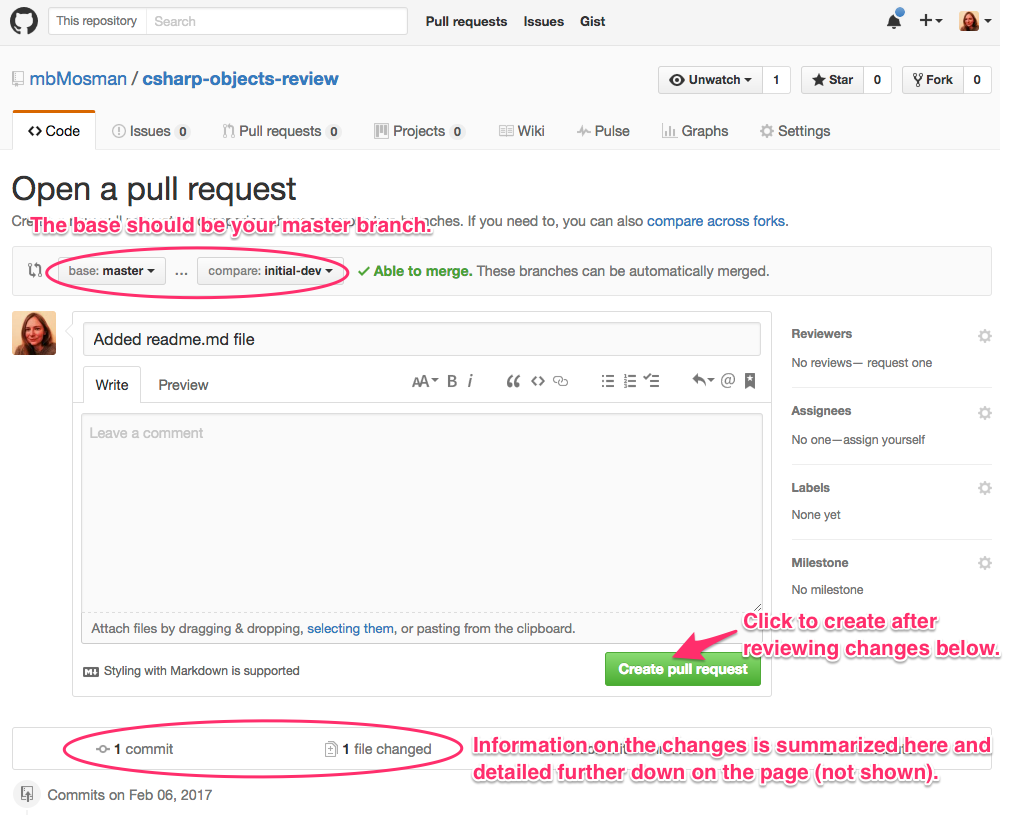 This repository Search Pull requests Issues Gist
mbMosman / csharp-objects-review Unwatch 1 Star 0 Fork 0
Code Issues 0 Pull requests 0 Projects 0 Wiki Pulse Graphs Settings
Open a pull request
The base should be your master branch.
branches. If you need to, you can also compare across forks.
base: master ... compare: initial-dev Able to merge. These branches can be automatically merged.
Added readme.md file
Write Preview AA B i
Leave a comment
Attach files by dragging & dropping, selecting them, or pasting from the clipboard.
Styling with Markdown is supported
Create pull request
Reviewers
No reviews— request one
Assignees
No one—assign yourself
Labels
None yet
Milestone
No milestone
Click to create after
reviewing changes below.
1 commit 1 file changed
Information on the changes is summarized here and
detailed further down on the page (not shown).
Commits on Feb 06, 2017